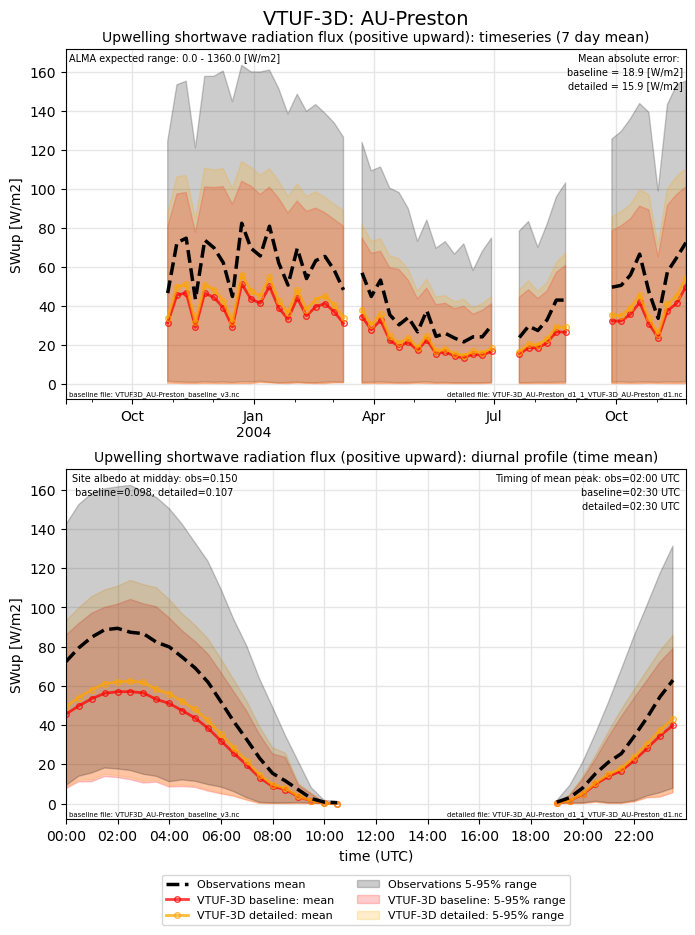 VTUF-3D: AU-Preston
Upwelling shortwave radiation flux (positive upward): timeseries (7 day mean)
ALMA expected range: 0.0 - 1360.0 [W/m2]
Mean absolute error:
baseline = 18.9 [W/m2]
detailed = 15.9 [W/m2]
SWup [W/m2]
160
140
120
100
80
60
40
20
0
baseline file: VTUF3D_AU-Preston_baseline_v3.nc
detailed file: VTUF-3D_AU-Preston_d1_1_VTUF-3D_AU-Preston_d1.nc
Oct Jan Apr Jul Oct
2004
Upwelling shortwave radiation flux (positive upward): diurnal profile (time mean)
Site albedo at midday: obs=0.150
baseline=0.098, detailed=0.107
Timing of mean peak: obs=02:00 UTC
baseline=02:30 UTC
detailed=02:30 UTC
SWup [W/m2]
160
140
120
100
80
60
40
20
0
baseline file: VTUF3D_AU-Preston_baseline_v3.nc
detailed file: VTUF-3D_AU-Preston_d1_1_VTUF-3D_AU-Preston_d1.nc
00:00 02:00 04:00 06:00 08:00 10:00 12:00 14:00 16:00 18:00 20:00 22:00
time (UTC)
Observations mean
VTUF-3D baseline: mean
VTUF-3D detailed: mean
Observations 5-95% range
VTUF-3D baseline: 5-95% range
VTUF-3D detailed: 5-95% range